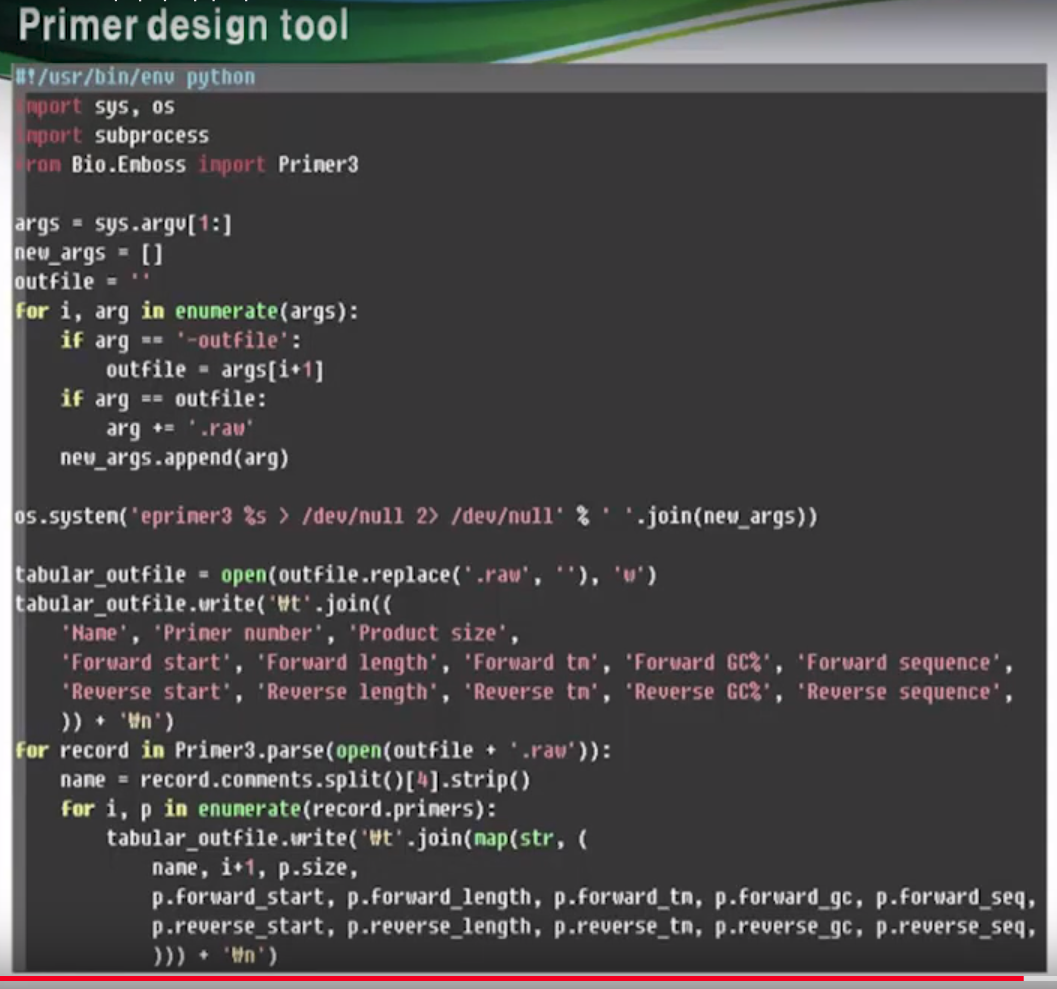 Primer design tool
#!/usr/bin/env python
import sys, os
import subprocess
from Bio.Emboss import Primer3
args = sys.argv[1:]
new_args = []
outfile = ''
for i, arg in enumerate(args):
    if arg == '-outfile':
        outfile = args[i+1]
    if arg == outfile:
        arg += '.raw'
    new_args.append(arg)
os.system('eprimer3 %s > /dev/null 2> /dev/null' % ' '.join(new_args))
tabular_outfile = open(outfile.replace('.raw', ''), 'w')
tabular_outfile.write('₩t'.join((
    'Name', 'Primer number', 'Product size',
    'Forward start', 'Forward length', 'Forward tm', 'Forward GC%', 'Forward sequence',
    'Reverse start', 'Reverse length', 'Reverse tm', 'Reverse GC%', 'Reverse sequence',
    )) + '₩n')
for record in Primer3.parse(open(outfile + '.raw')):
    name = record.comments.split()[4].strip()
    for i, p in enumerate(record.primers):
        tabular_outfile.write('₩t'.join(map(str, (
            name, i+1, p.size,
            p.forward_start, p.forward_length, p.forward_tm, p.forward_gc, p.forward_seq,
            p.reverse_start, p.reverse_length, p.reverse_tm, p.reverse_gc, p.reverse_seq,
            ))) + '₩n')